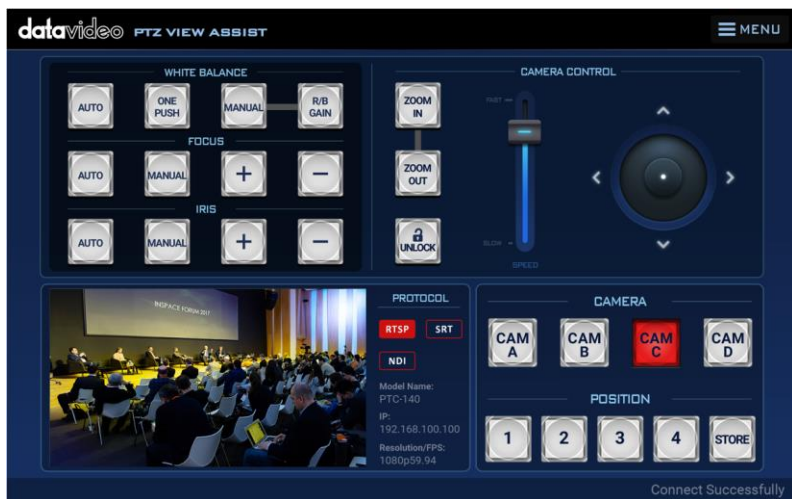 datavideo PTZ VIEW ASSIST
MENU
WHITE BALANCE
AUTO
ONE
PUSH
MANUAL
R/B
GAIN
FOCUS
AUTO
MANUAL
+
−
IRIS
AUTO
MANUAL
+
−
CAMERA CONTROL
ZOOM
IN
ZOOM
OUT
UNLOCK
FAST
SLOW
SPEED
INSPACE FORUM 2017
PROTOCOL
RTSP
SRT
NDI
Model Name:
PTC-140
IP:
192.168.100.100
Resolution/FPS:
1080p59.94
CAMERA
CAM
A
CAM
B
CAM
C
CAM
D
POSITION
1
2
3
4
STORE
Connect Successfully